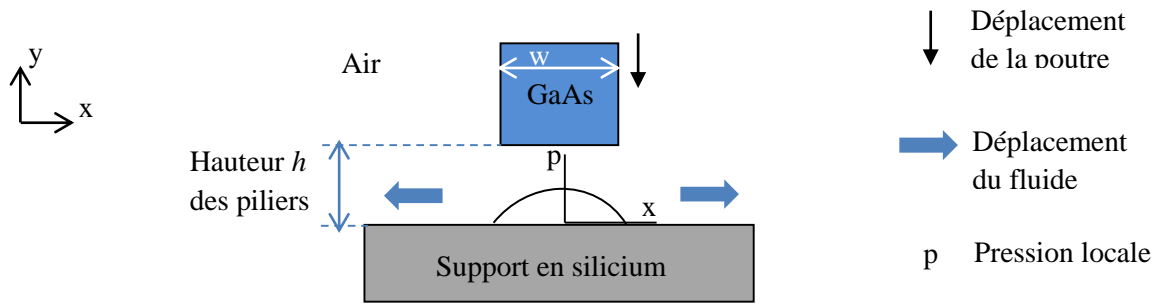 y
x
Air
w
GaAs
Hauteur h
des piliers
p
x
Support en silicium
Déplacement
de la poutre
Déplacement
du fluide
p Pression locale